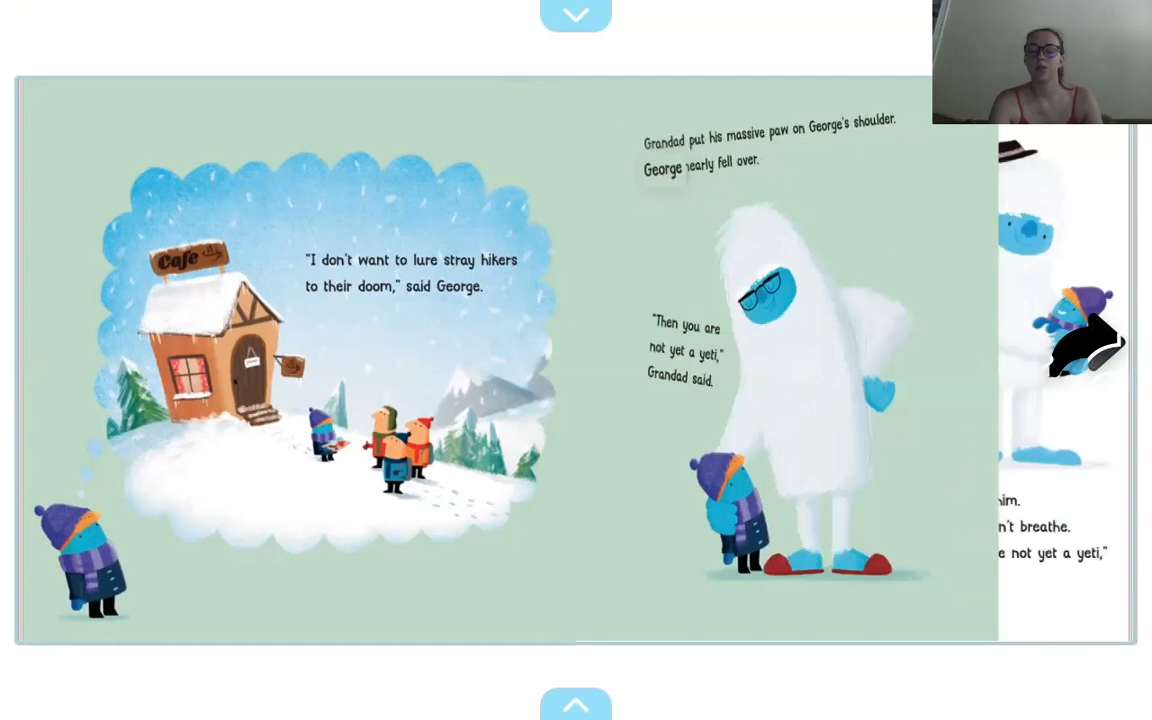 Cafe
"I don't want to lure stray hikers
to their doom," said George.
Grandad put his massive paw on George's shoulder.
George nearly fell over.
"Then you are
not yet a yeti,"
Grandad said.
him.
n't breathe.
e not yet a yeti,"